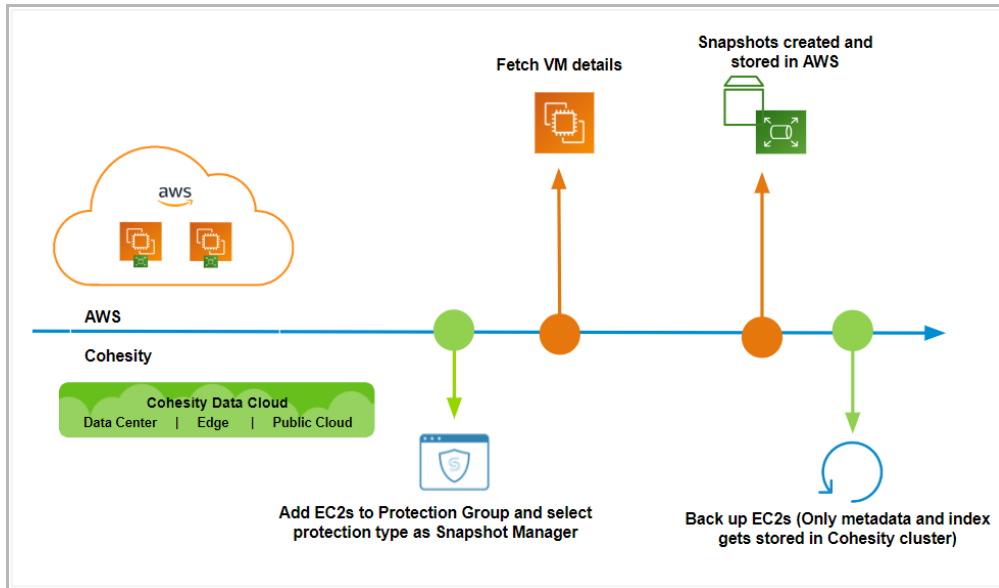 Fetch VM details
Snapshots created and
stored in AWS
aws
AWS
Cohesity
Cohesity Data Cloud
Data Center | Edge | Public Cloud
Add EC2s to Protection Group and select
protection type as Snapshot Manager
Back up EC2s (Only metadata and index
gets stored in Cohesity cluster)